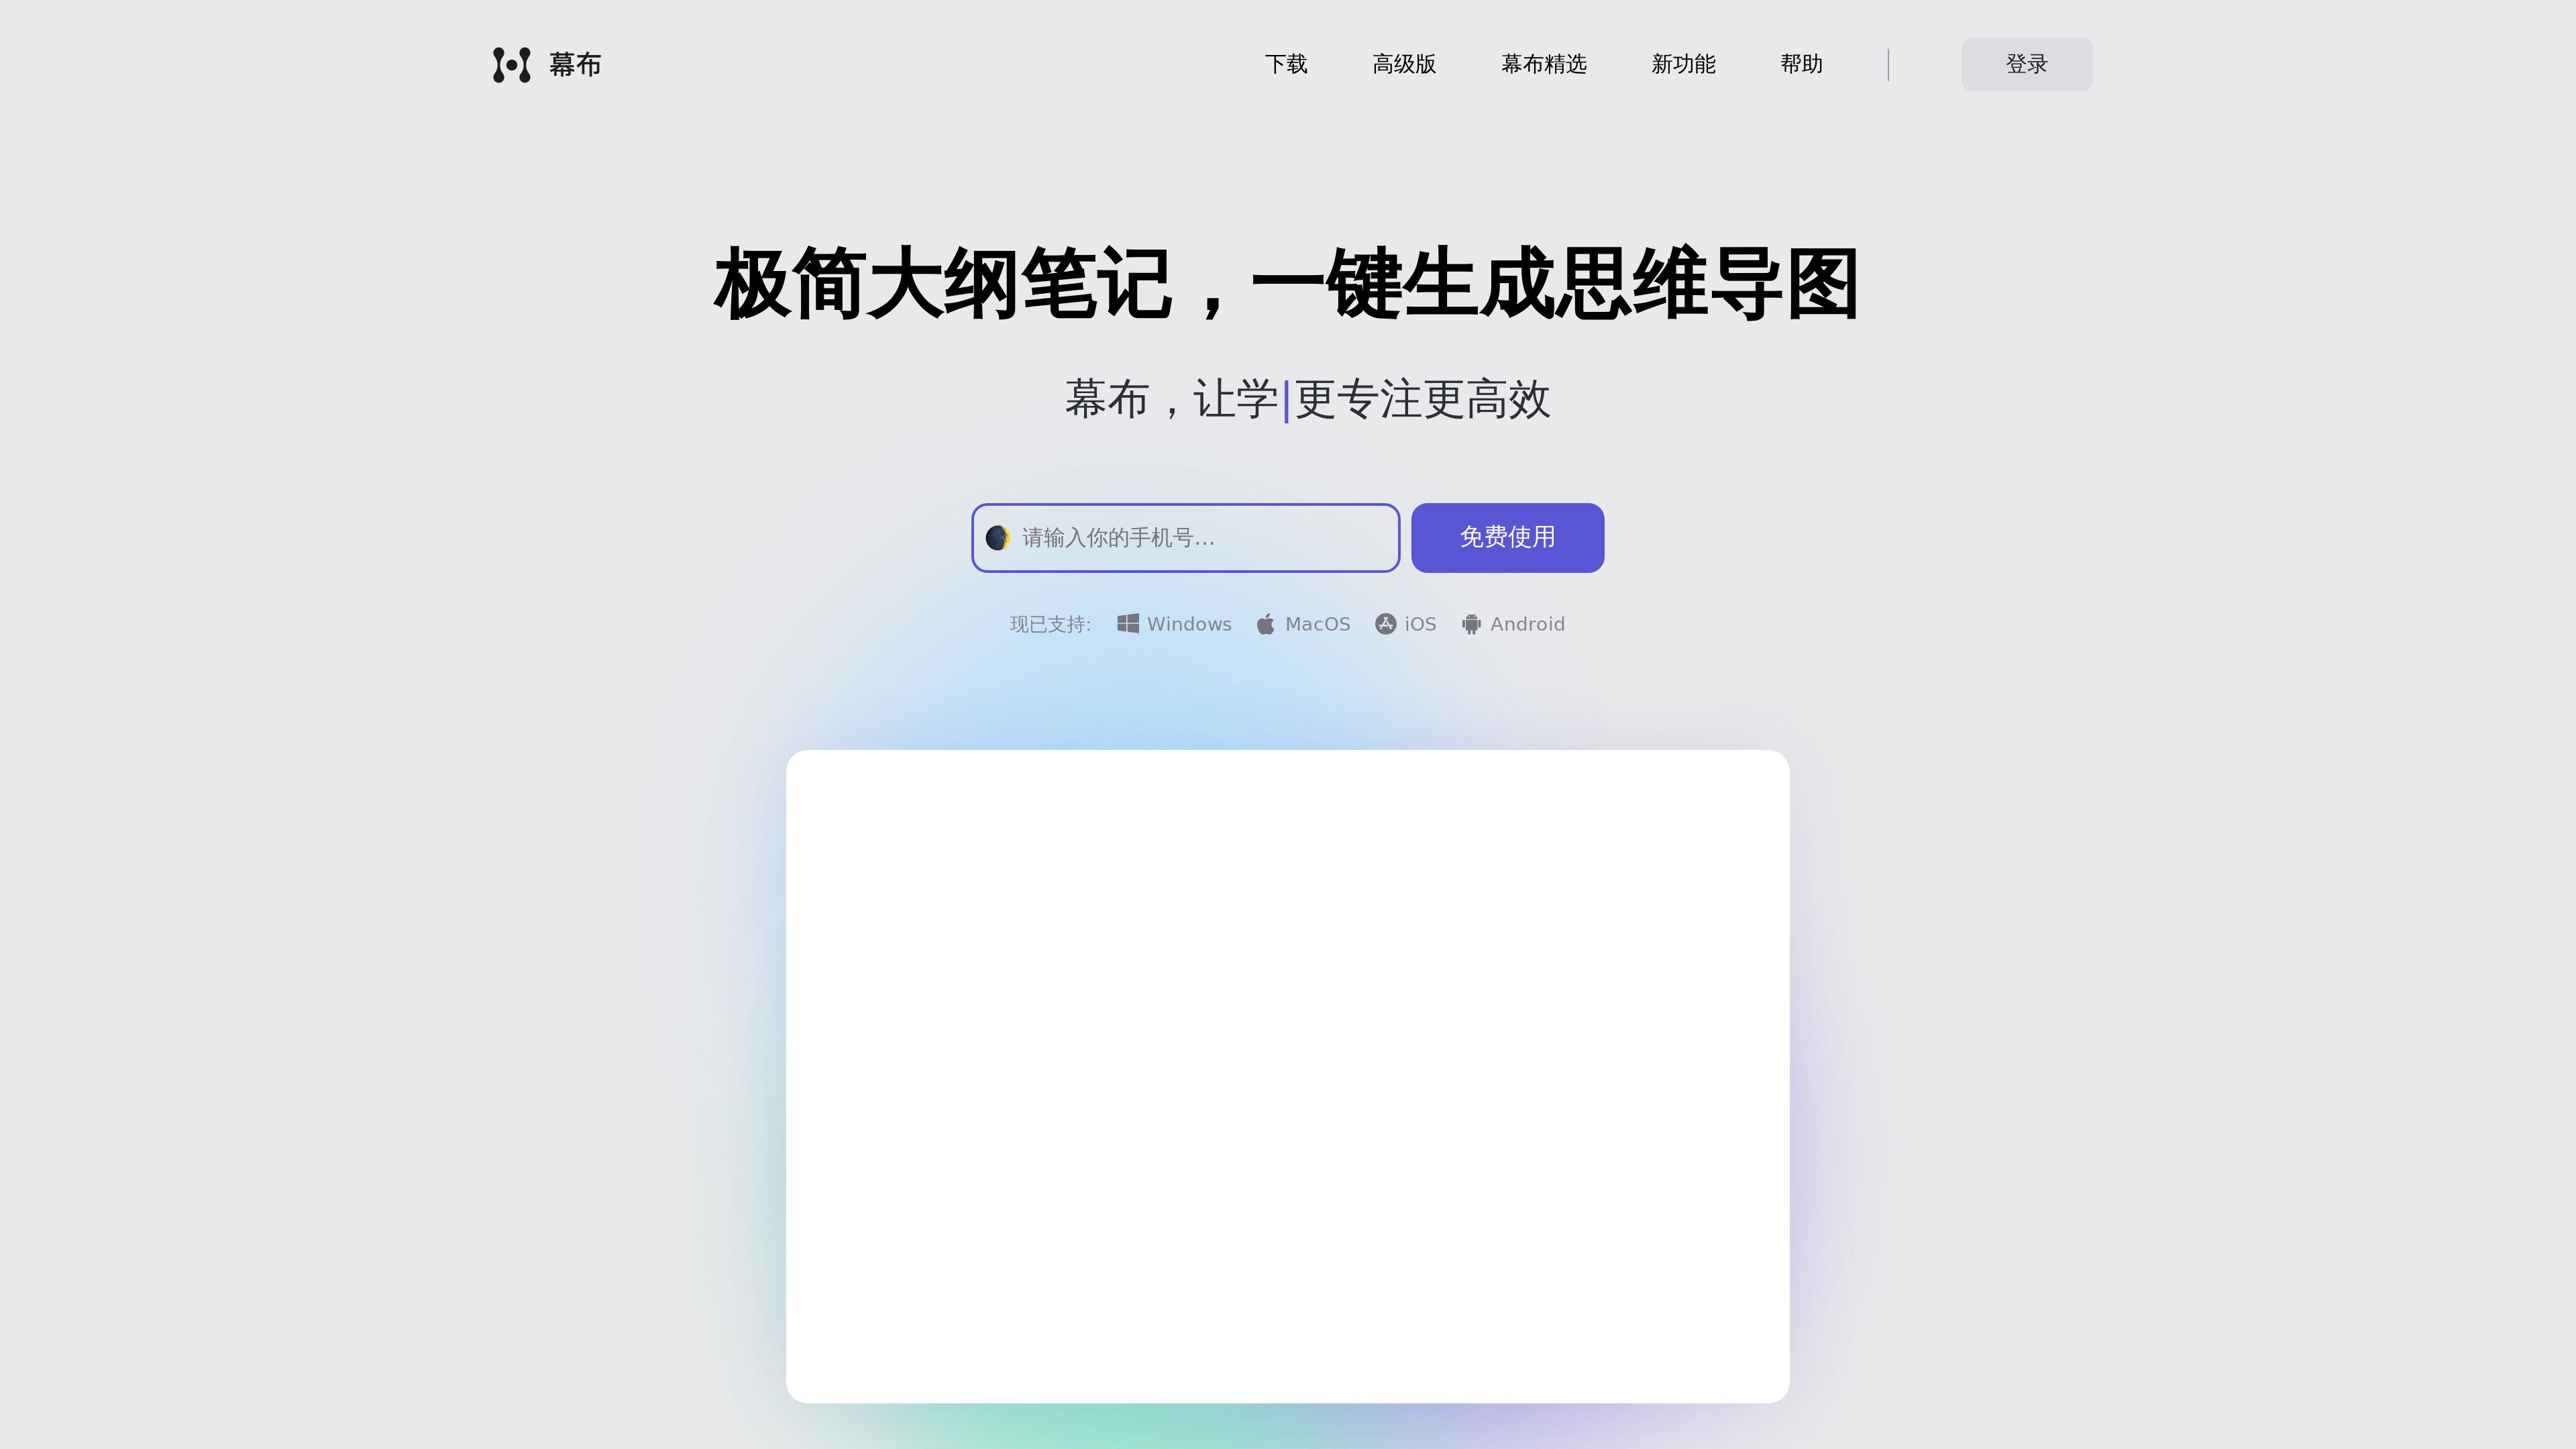 幕布
下载 高级版 幕布精选 新功能 帮助 登录
极简大纲笔记，一键生成思维导图
幕布，让学|更专注更高效
请输入你的手机号...
免费使用
现已支持: Windows MacOS iOS Android